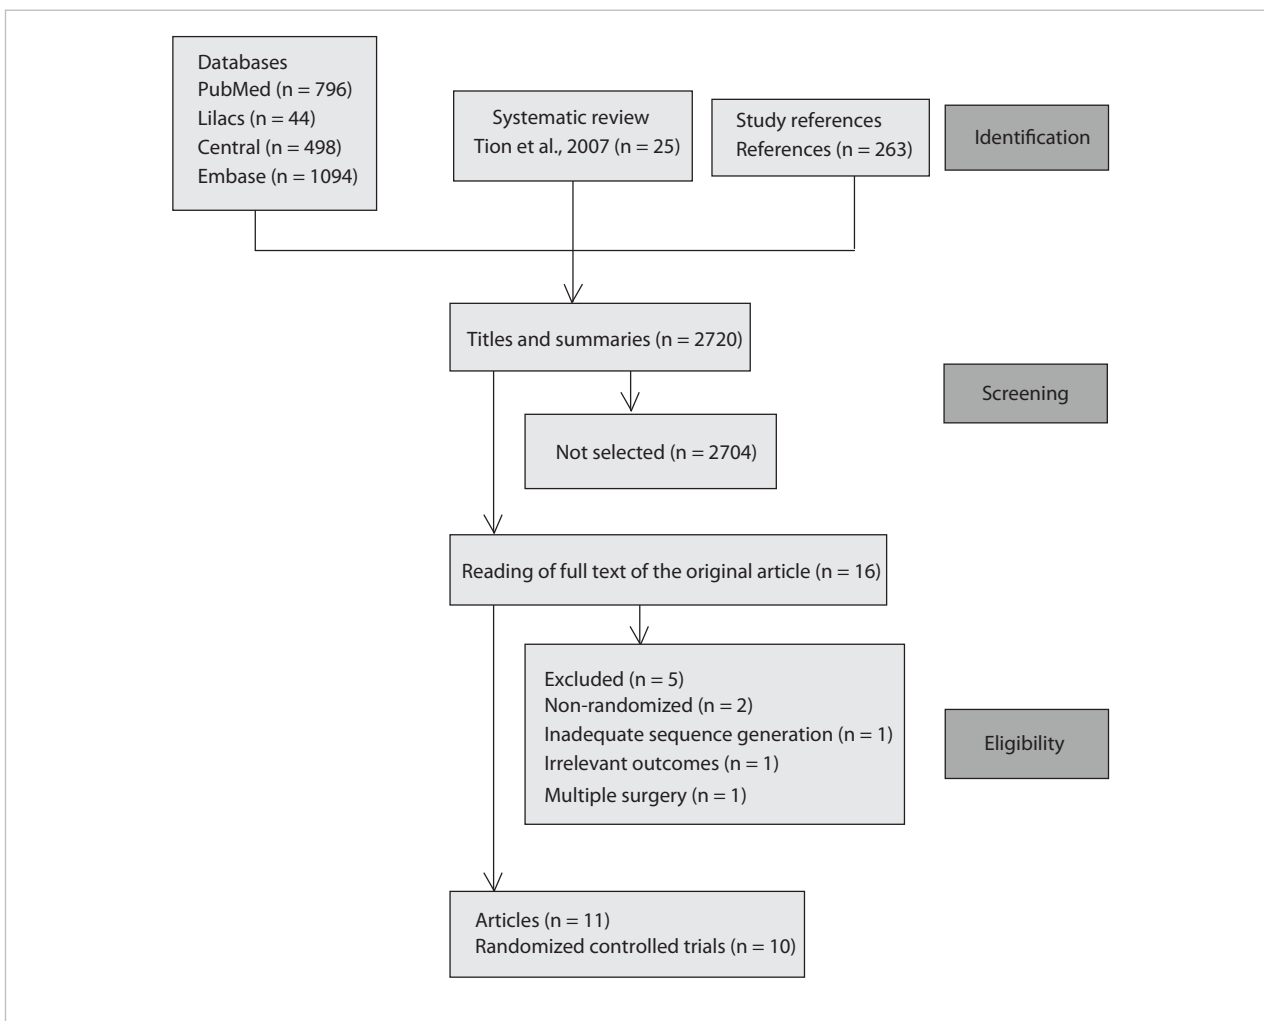 Databases
PubMed (n = 796)
Lilacs (n = 44)
Central (n = 498)
Embase (n = 1094)
Systematic review
Tion et al., 2007 (n = 25)
Study references
References (n = 263)
Identification
Titles and summaries (n = 2720)
Screening
Not selected (n = 2704)
Reading of full text of the original article (n = 16)
Excluded (n = 5)
Non-randomized (n = 2)
Inadequate sequence generation (n = 1)
Irrelevant outcomes (n = 1)
Multiple surgery (n = 1)
Eligibility
Articles (n = 11)
Randomized controlled trials (n = 10)